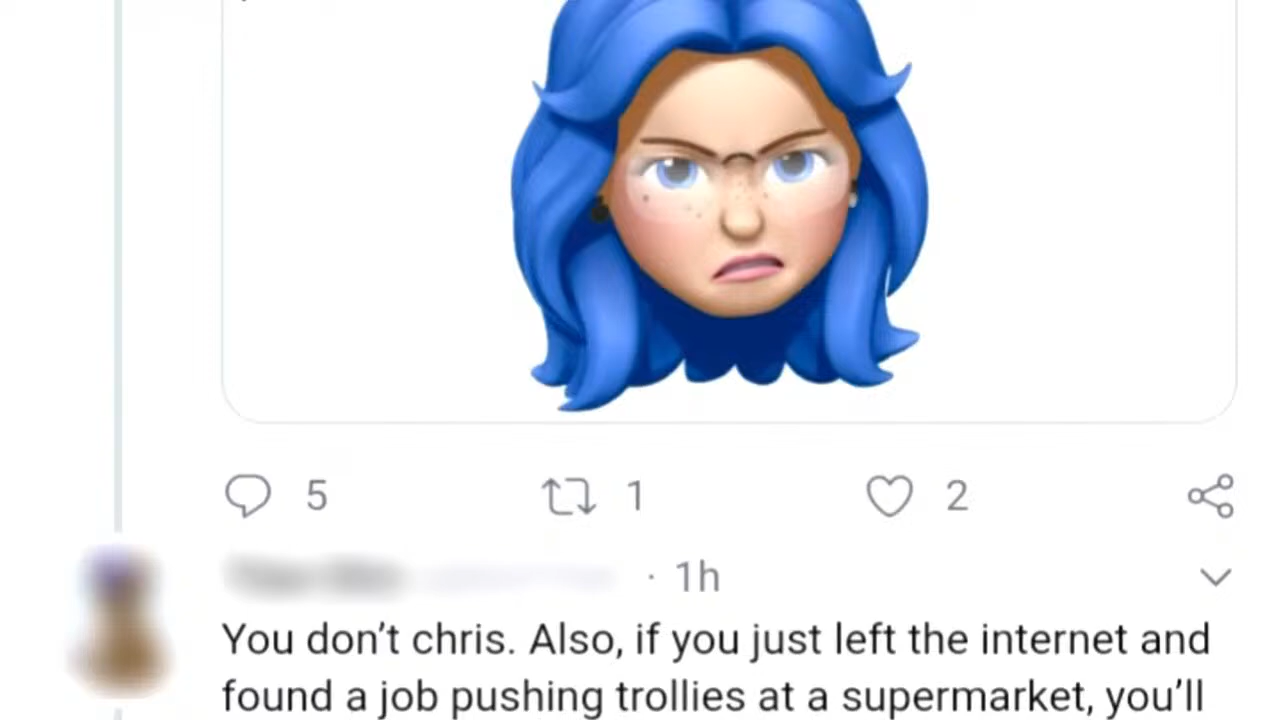 5 1 2
· 1h
You don’t chris. Also, if you just left the internet and
found a job pushing trollies at a supermarket, you’ll